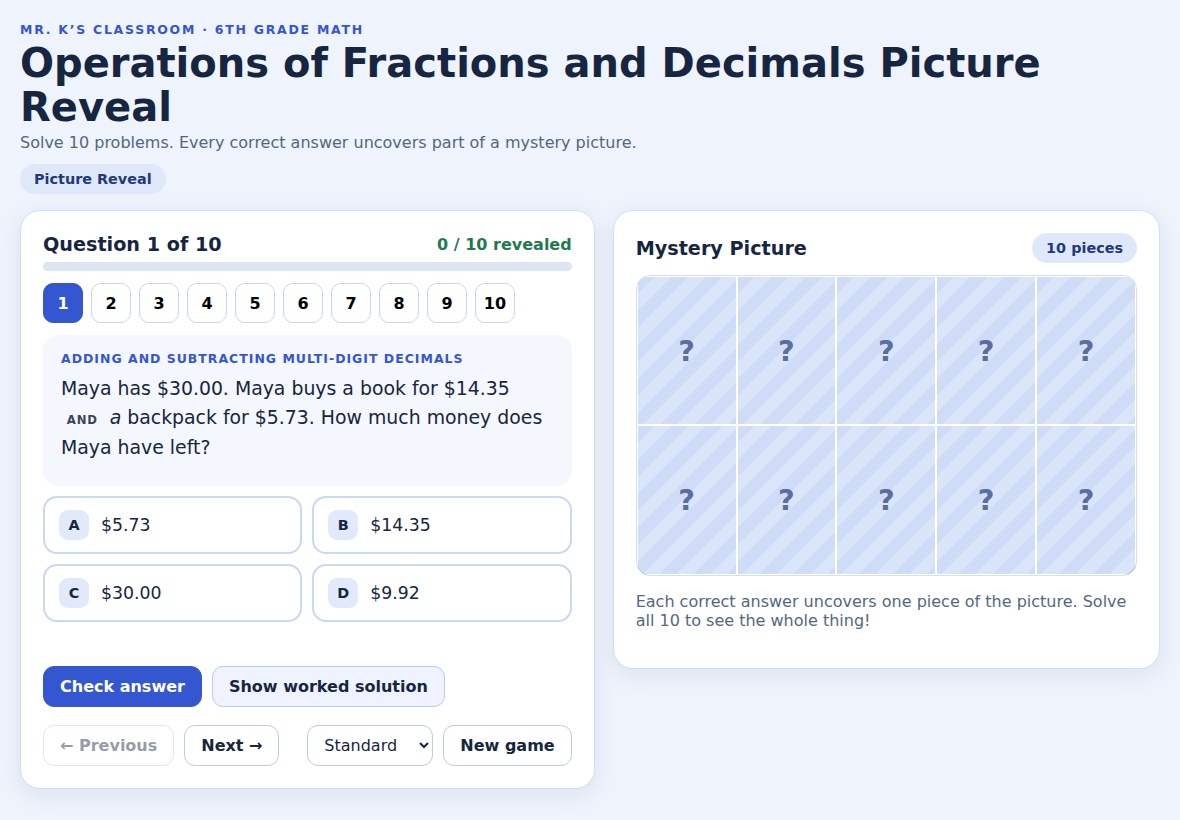 MR. K’S CLASSROOM · 6TH GRADE MATH
Operations of Fractions and Decimals Picture
Reveal
Solve 10 problems. Every correct answer uncovers part of a mystery picture.
Picture Reveal
Question 1 of 10
0 / 10 revealed
1 2 3 4 5 6 7 8 9 10
ADDING AND SUBTRACTING MULTI-DIGIT DECIMALS
Maya has $30.00. Maya buys a book for $14.35
AND a backpack for $5.73. How much money does
Maya have left?
A $5.73
B $14.35
C $30.00
D $9.92
Check answer
Show worked solution
← Previous
Next →
Standard
New game
Mystery Picture
10 pieces
? ? ? ? ?
? ? ? ? ?
Each correct answer uncovers one piece of the picture. Solve
all 10 to see the whole thing!